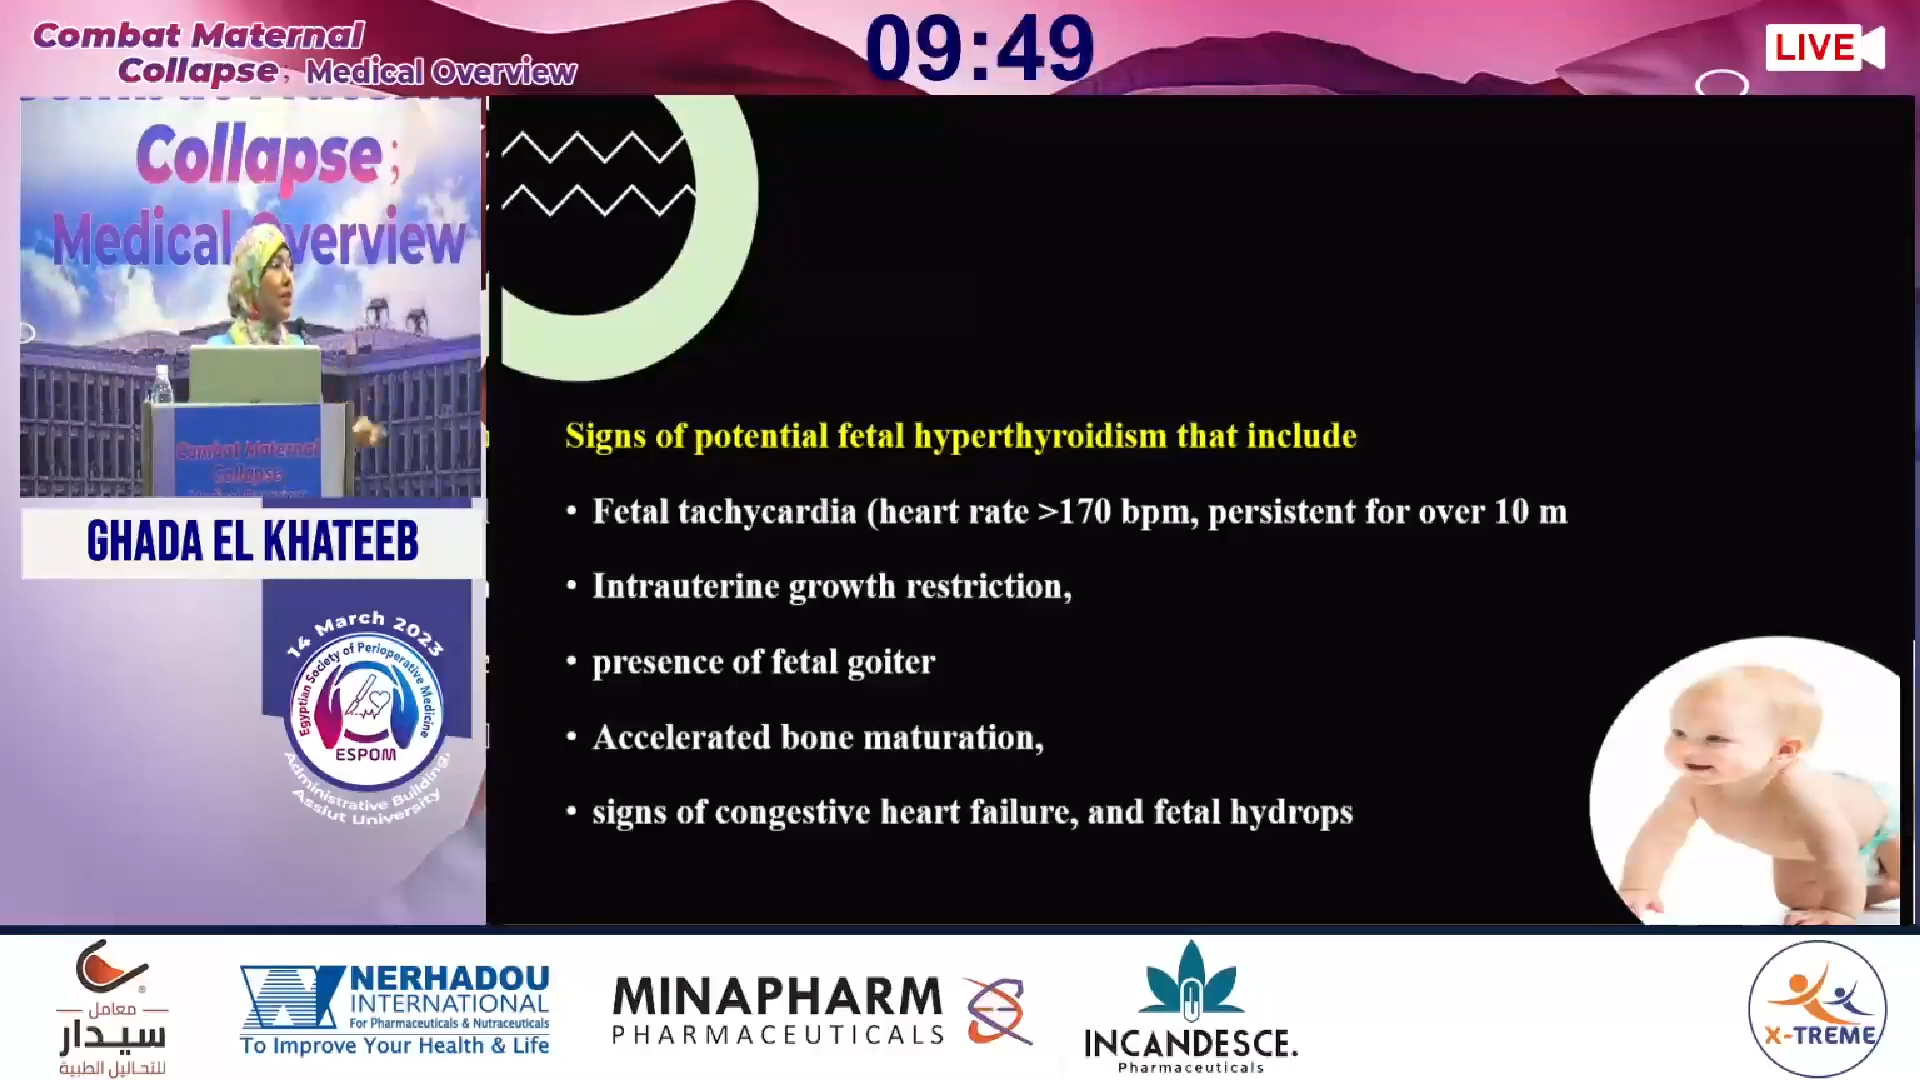 Combat Maternal
Collapse; Medical Overview
09:49
LIVE
Collapse;
Medical Overview
Combat Maternal
Collapse
GHADA EL KHATEEB
14 March 2023
Egyptian Society of Perioperative Medicine
ESPOM
Administrative Building,
Assiut University
Signs of potential fetal hyperthyroidism that include
• Fetal tachycardia (heart rate >170 bpm, persistent for over 10 m
• Intrauterine growth restriction,
• presence of fetal goiter
• Accelerated bone maturation,
• signs of congestive heart failure, and fetal hydrops
معامل
سيدار
للتحاليل الطبية
NERHADOU
INTERNATIONAL
For Pharmaceuticals & Nutraceuticals
To Improve Your Health & Life
MINAPHARM
PHARMACEUTICALS
INCANDESCE.
Pharmaceuticals
X-TREME